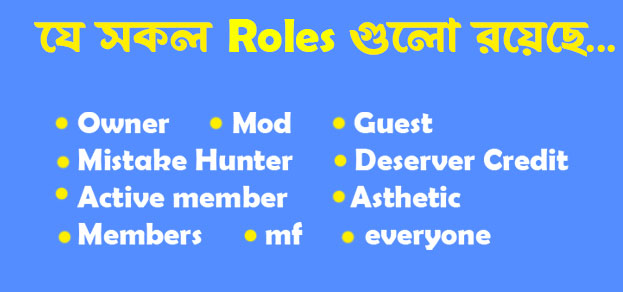 যে সকল Roles গুলো রয়েছে...
• Owner • Mod • Guest
• Mistake Hunter • Deserver Credit
• Active member • Asthetic
• Members • mf • everyone